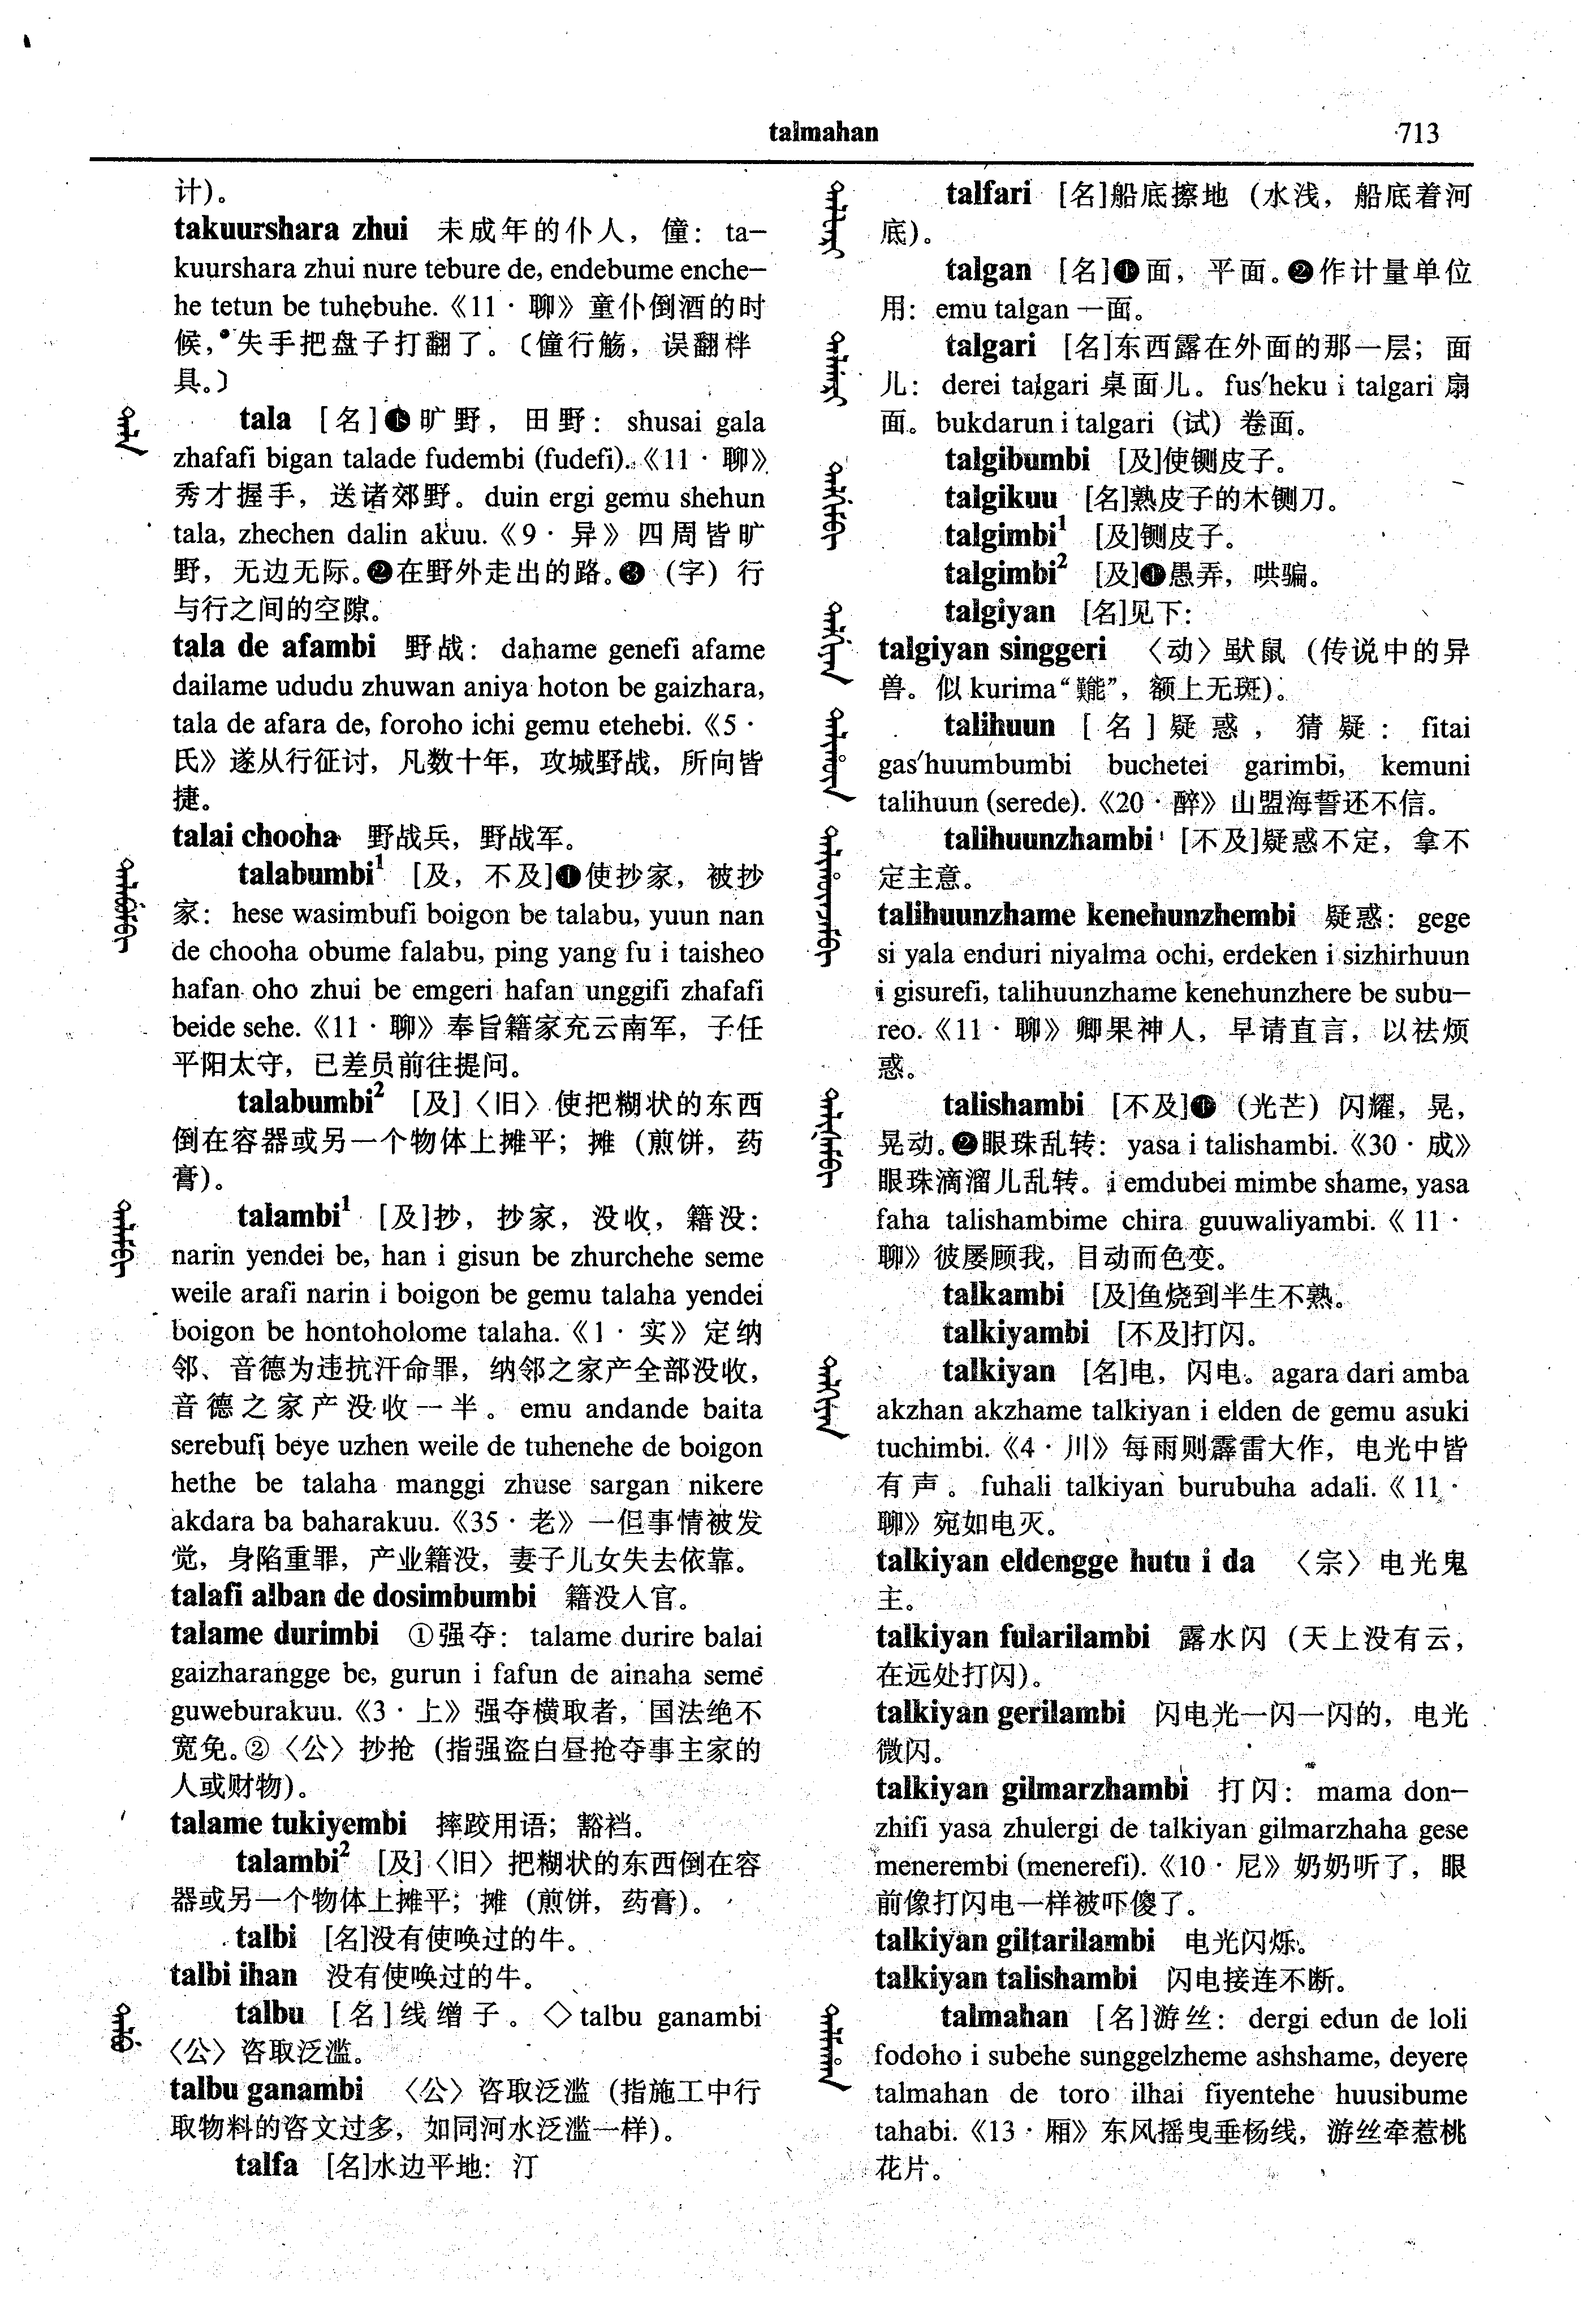 talmahan
713
计)。
takuurshara zhui 未成年的仆人，僮：ta-
kuurshara zhui nure tebure de, endebume enche-
he tetun be tuhebuhe.《11·聊》童仆倒酒的时
候，失手把盘子打翻了。〔僮行觞，误翻柈
具。〕
tala [名]❶旷野，田野：shusai gala
zhafafi bigan talade fudembi (fudefi).《11·聊》
秀才握手，送诸郊野。duin ergi gemu shehun
tala, zhechen dalin akuu.《9·异》四周皆旷
野，无边无际。❷在野外走出的路。❸（字）行
与行之间的空隙。
tala de afambi 野战：dahame genefi afame
dailame ududu zhuwan aniya hoton be gaizhara,
tala de afara de, foroho ichi gemu etehebi.《5·
氏》遂从行征讨，凡数十年，攻城野战，所向皆
捷。
talai chooha 野战兵，野战军。
talabumbi¹ [及，不及]❶使抄家，被抄
家：hese wasimbufi boigon be talabu, yuun nan
de chooha obume falabu, ping yang fu i taisheo
hafan oho zhui be emgeri hafan unggifi zhafafi
beide sehe.《11·聊》奉旨籍家充云南军，子任
平阳太守，已差员前往提问。
talabumbi² [及]〈旧〉使把糊状的东西
倒在容器或另一个物体上摊平；摊（煎饼，药
膏）。
talambi¹ [及]抄，抄家，没收，籍没：
narin yendei be, han i gisun be zhurchehe seme
weile arafi narin i boigon be gemu talaha yendei
boigon be hontoholome talaha.《1·实》定纳
邻、音德为违抗汗命罪，纳邻之家产全部没收，
音德之家产没收一半。emu andande baita
serebufi beye uzhen weile de tuhenehe de boigon
hethe be talaha manggi zhuse sargan nikere
akdara ba baharakuu.《35·老》一但事情被发
觉，身陷重罪，产业籍没，妻子儿女失去依靠。
talafi alban de dosimbumbi 籍没人官。
talame durimbi ①强夺：talame durire balai
gaizharangge be, gurun i fafun de ainaha seme
guweburakuu.《3·上》强夺横取者，国法绝不
宽免。②〈公〉抄抢（指强盗白昼抢夺事主家的
人或财物）。
talame tukiyembi 摔跤用语；豁裆。
talambi² [及]〈旧〉把糊状的东西倒在容
器或另一个物体上摊平；摊（煎饼，药膏）。
talbi [名]没有使唤过的牛。
talbi ihan 没有使唤过的牛。
talbu [名]线缯子。◇talbu ganambi
〈公〉咨取泛滥。
talbu ganambi 〈公〉咨取泛滥（指施工中行
取物料的咨文过多，如同河水泛滥一样）。
talfa [名]水边平地：汀
talfari [名]船底擦地（水浅，船底着河
底）。
talgan [名]❶面，平面。❷作计量单位
用：emu talgan 一面。
talgari [名]东西露在外面的那一层；面
儿：derei talgari 桌面儿。fus'heku i talgari 扇
面。bukdarun i talgari（试）卷面。
talgibumbi [及]使铡皮子。
talgikuu [名]熟皮子的木铡刀。
talgimbi¹ [及]铡皮子。
talgimbi² [及]❶愚弄，哄骗。
talgiyan [名]见下：
talgiyan singgeri 〈动〉鼣鼠（传说中的异
兽。似 kurima“䶑”，额上无斑）。
talihuun [名]疑惑，猜疑：fitai
gas'huumbumbi buchetei garimbi, kemuni
talihuun (serede).《20·醉》山盟海誓还不信。
talihuunzhambi [不及]疑惑不定，拿不
定主意。
talihuunzhame kenehunzhembi 疑惑：gege
si yala enduri niyalma ochi, erdeken i sizhirhuun
i gisurefi, talihuunzhame kenehunzhere be subu-
reo.《11·聊》卿果神人，早请直言，以祛烦
惑。
talishambi [不及]❶（光芒）闪耀，晃，
晃动。❷眼珠乱转：yasa i talishambi.《30·成》
眼珠滴溜儿乱转。i emdubei mimbe shame, yasa
faha talishambime chira guuwaliyambi.《11·
聊》彼屡顾我，目动而色变。
talkambi [及]鱼烧到半生不熟。
talkiyambi [不及]打闪。
talkiyan [名]电，闪电。agara dari amba
akzhan akzhame talkiyan i elden de gemu asuki
tuchimbi.《4·川》每雨则霹雷大作，电光中皆
有声。fuhali talkiyan burubuha adali.《11·
聊》宛如电灭。
talkiyan eldengge hutu i da 〈宗〉电光鬼
主。
talkiyan fularilambi 露水闪（天上没有云，
在远处打闪）。
talkiyan gerilambi 闪电光一闪一闪的，电光
微闪。
talkiyan gilmarzhambi 打闪：mama don-
zhifi yasa zhulergi de talkiyan gilmarzhaha gese
menerembi (menerefi).《10·尼》奶奶听了，眼
前像打闪电一样被吓傻了。
talkiyan giltarilambi 电光闪烁。
talkiyan talishambi 闪电接连不断。
talmahan [名]游丝：dergi edun de loli
fodoho i subehe sunggelzheme ashshame, deyere
talmahan de toro ilhai fiyentehe huusibume
tahabi.《13·厢》东风摇曳垂杨线，游丝牵惹桃
花片。